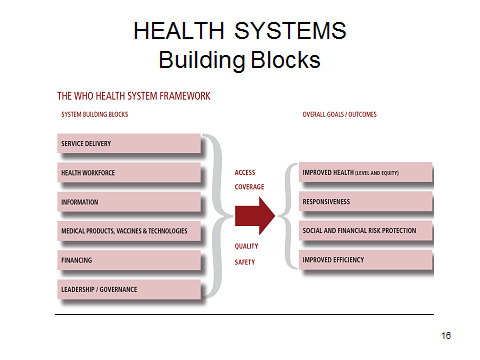 HEALTH SYSTEMS
Building Blocks
THE WHO HEALTH SYSTEM FRAMEWORK
SYSTEM BUILDING BLOCKS
SERVICE DELIVERY
HEALTH WORKFORCE
INFORMATION
MEDICAL PRODUCTS, VACCINES & TECHNOLOGIES
FINANCING
LEADERSHIP / GOVERNANCE
ACCESS
COVERAGE
QUALITY
SAFETY
OVERALL GOALS / OUTCOMES
IMPROVED HEALTH (LEVEL AND EQUITY)
RESPONSIVENESS
SOCIAL AND FINANCIAL RISK PROTECTION
IMPROVED EFFICIENCY
16